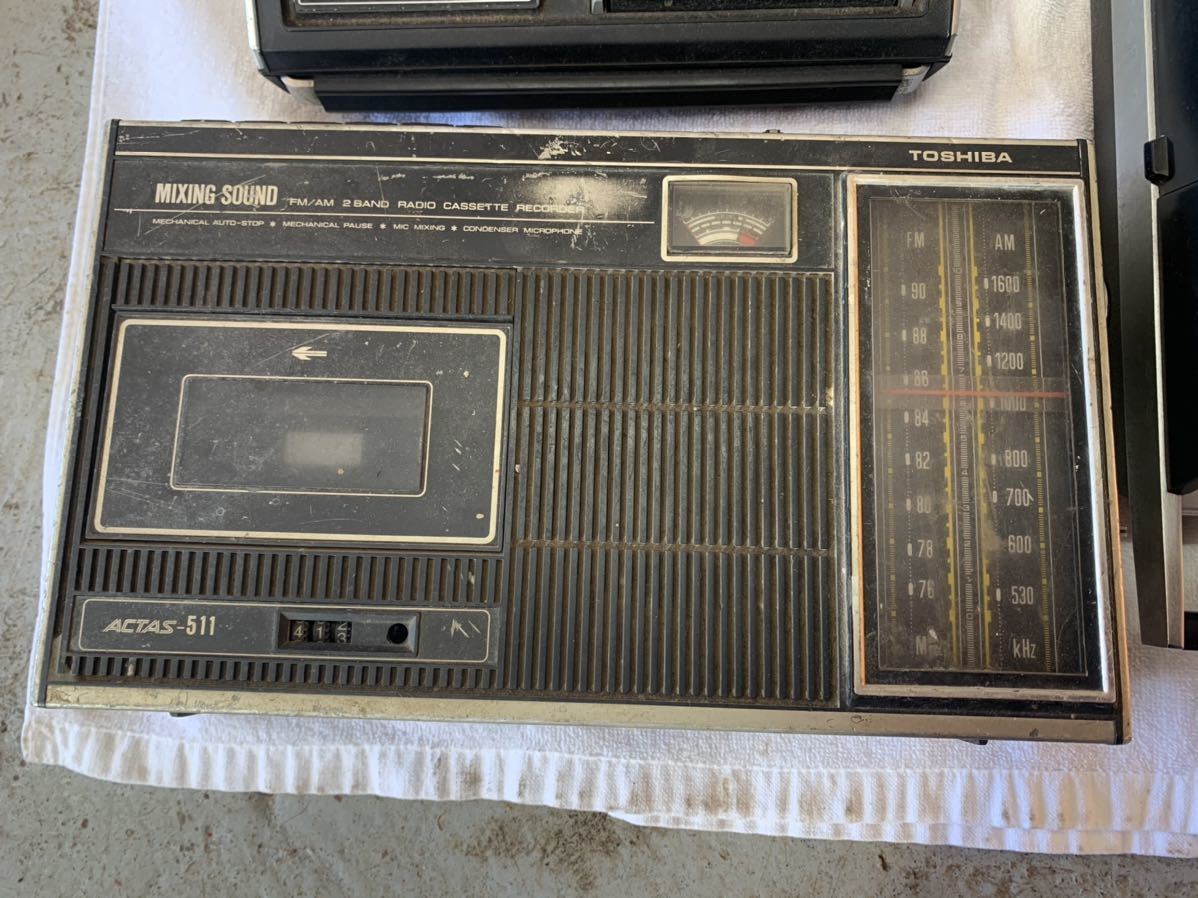 TOSHIBA
MIXING SOUND FM/AM 2 BAND RADIO CASSETTE RECORDER
MECHANICAL AUTO-STOP * MECHANICAL PAUSE * MIC MIXING * CONDENSER MICROPHONE
FM AM
90 1600
88 1400
86 1200
84 1000
82 800
80 700
78 600
76 530
kHz
ACTAS-511
41